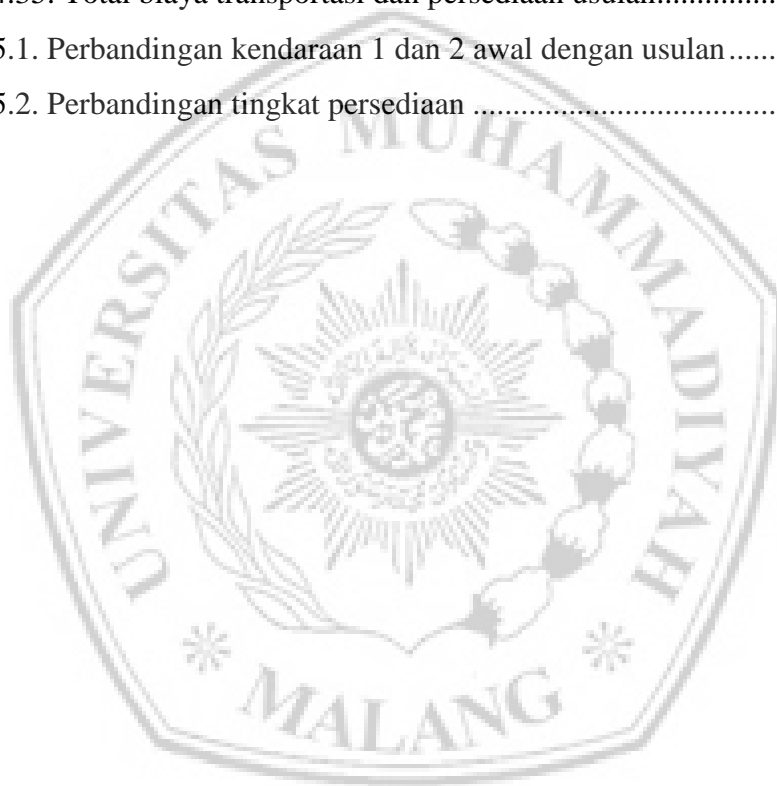 .33. Total biaya transportasi dan persediaan usulan..............
5.1. Perbandingan kendaraan 1 dan 2 awal dengan usulan......
5.2. Perbandingan tingkat persediaan ...................................
UNIVERSITAS MUHAMMADIYAH
MALANG